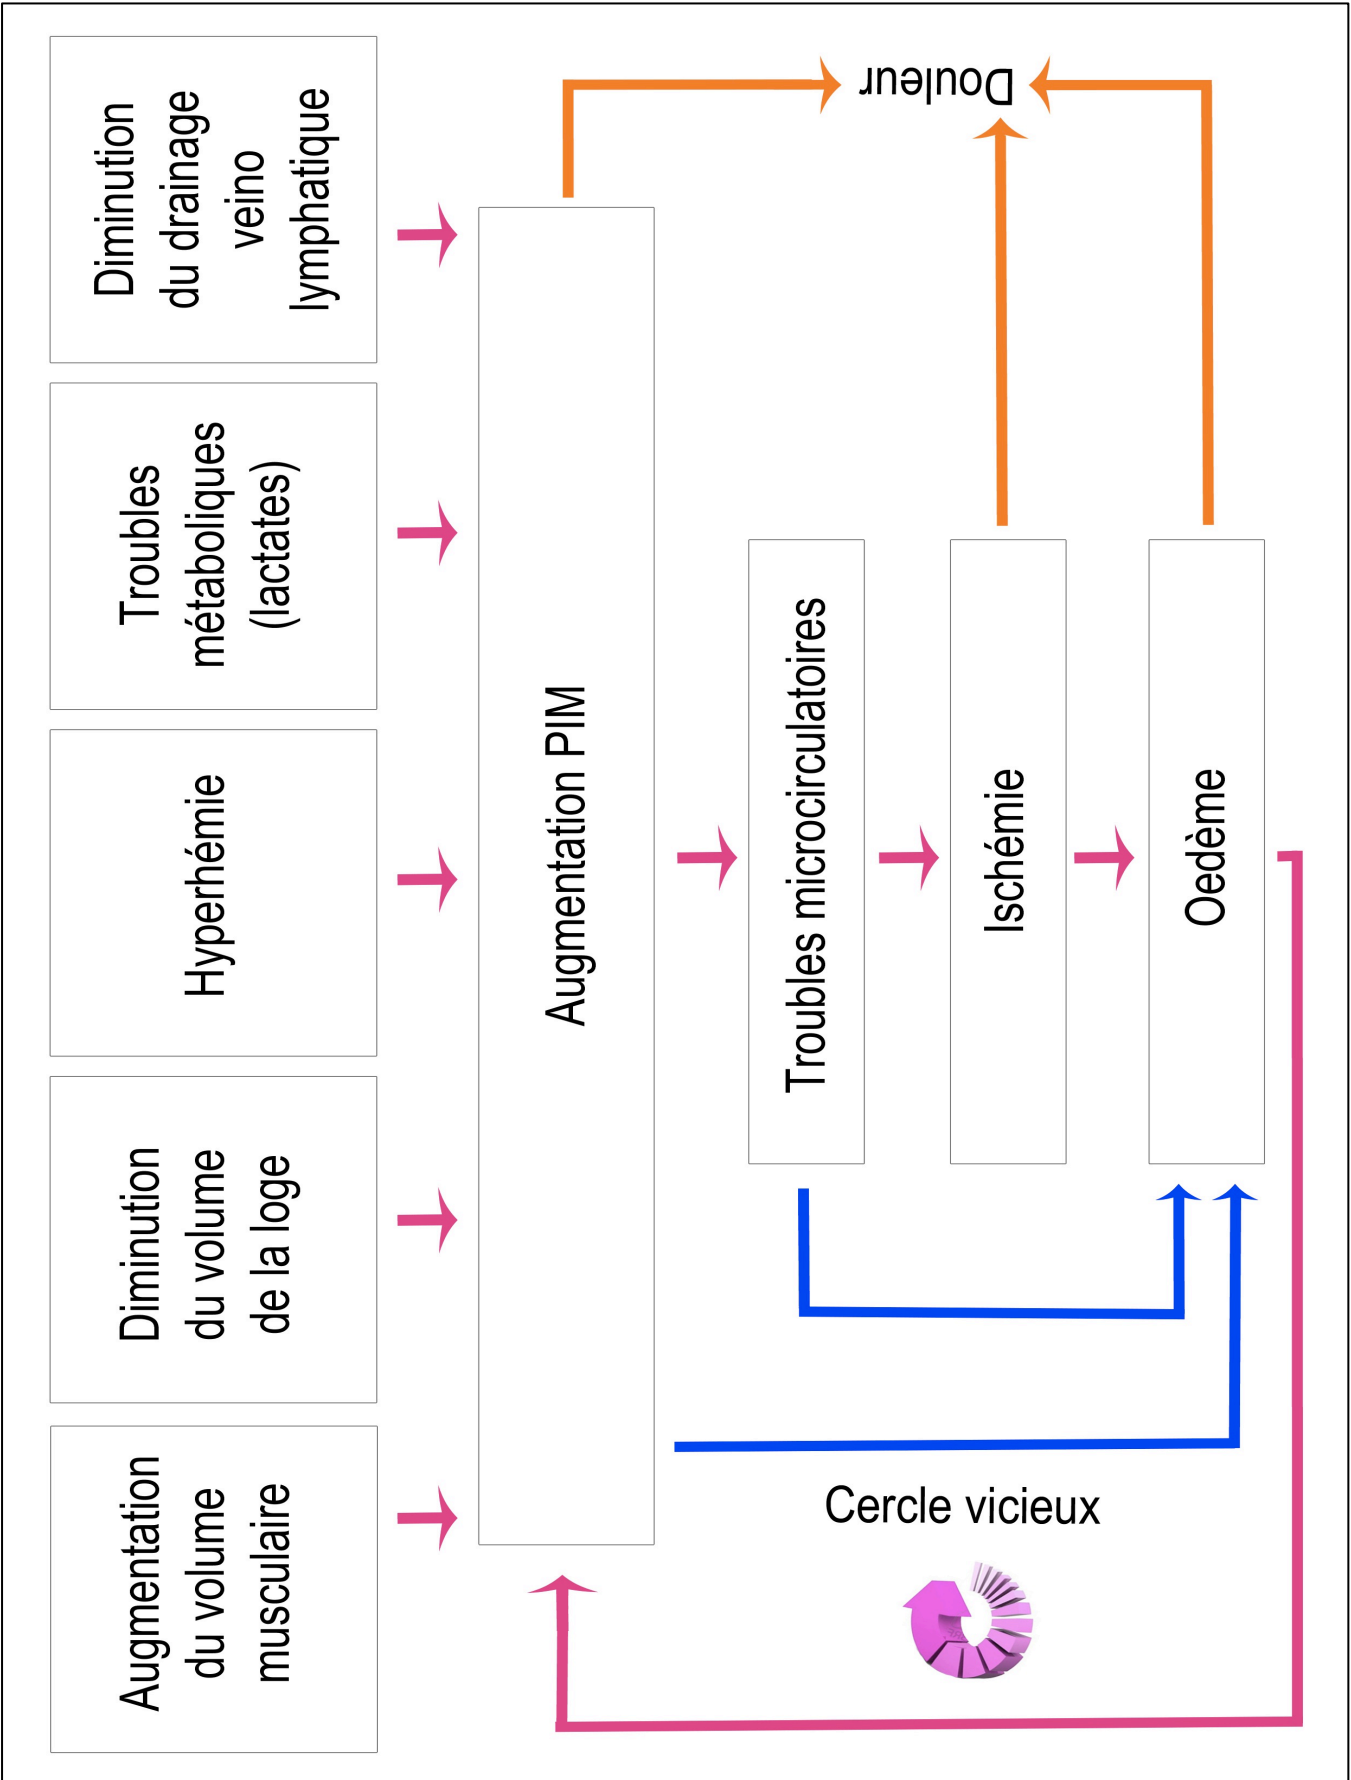 Augmentation
du volume
musculaire
Diminution
du volume
de la loge
Hyperhémie
Troubles
métaboliques
(lactates)
Diminution
du drainage
veino
lymphatique
Augmentation PIM
Troubles microcirculatoires
Ischémie
Oedème
Douleur
Cercle vicieux